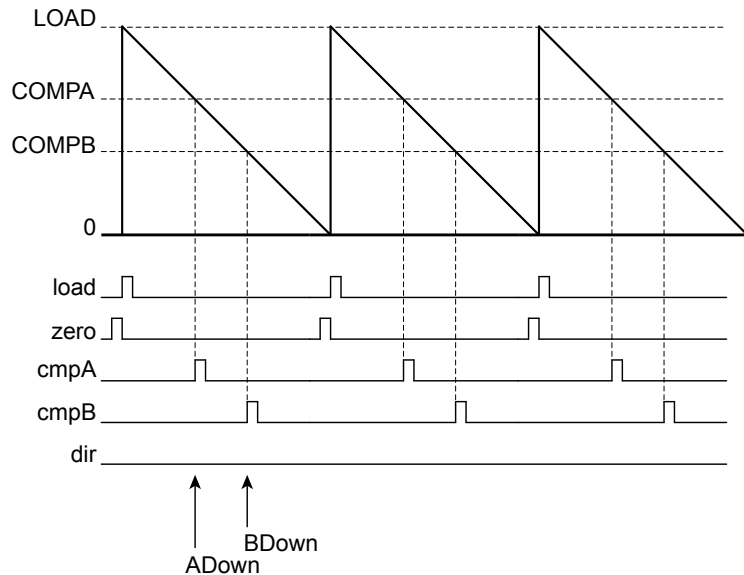 LOAD
COMPA
COMPB
0
load
zero
cmpA
cmpB
dir
BDown
ADown